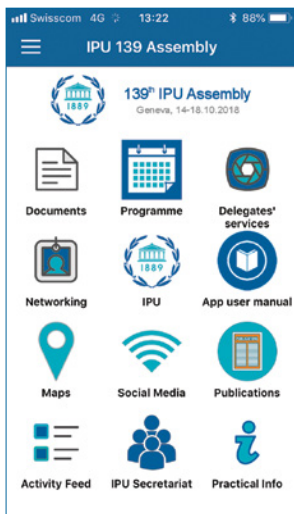 Swisscom 4G 13:22 88%
IPU 139 Assembly
1889
139th IPU Assembly
Geneva, 14-18.10.2018
Documents Programme Delegates'
services
Networking
1889
IPU App user manual
Maps Social Media Publications
Activity Feed IPU Secretariat Practical Info